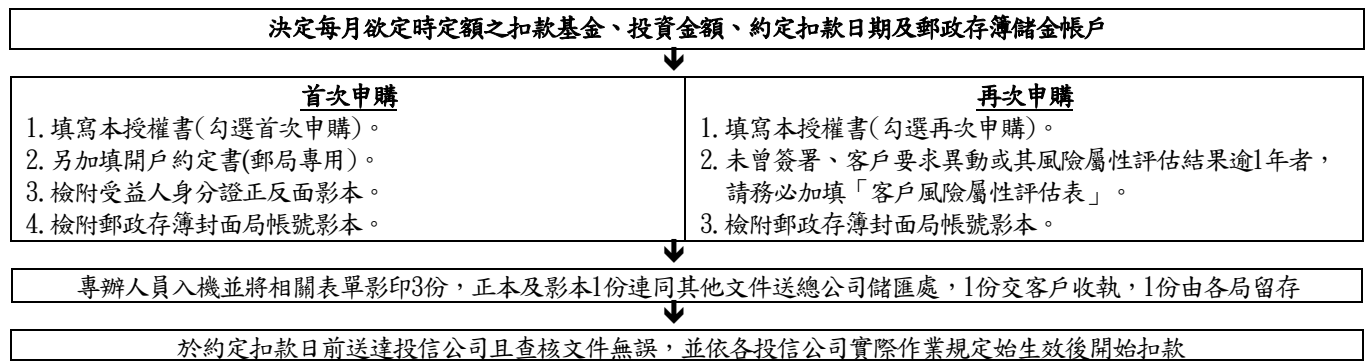 決定每月欲定時定額之扣款基金、投資金額、約定扣款日期及郵政存簿儲金帳戶
首次申購
1.填寫本授權書(勾選首次申購)。
2.另加填開戶約定書(郵局專用)。
3.檢附受益人身分證正反面影本。
4.檢附郵政存簿封面局帳號影本。
再次申購
1.填寫本授權書(勾選再次申購)。
2.未曾簽署、客戶要求異動或其風險屬性評估結果逾1年者，
請務必加填「客戶風險屬性評估表」。
3.檢附郵政存簿封面局帳號影本。
專辦人員入機並將相關表單影印3份，正本及影本1份連同其他文件送總公司儲匯處，1份交客戶收執，1份由各局留存
於約定扣款日前送達投信公司且查核文件無誤，並依各投信公司實際作業規定始生效後開始扣款